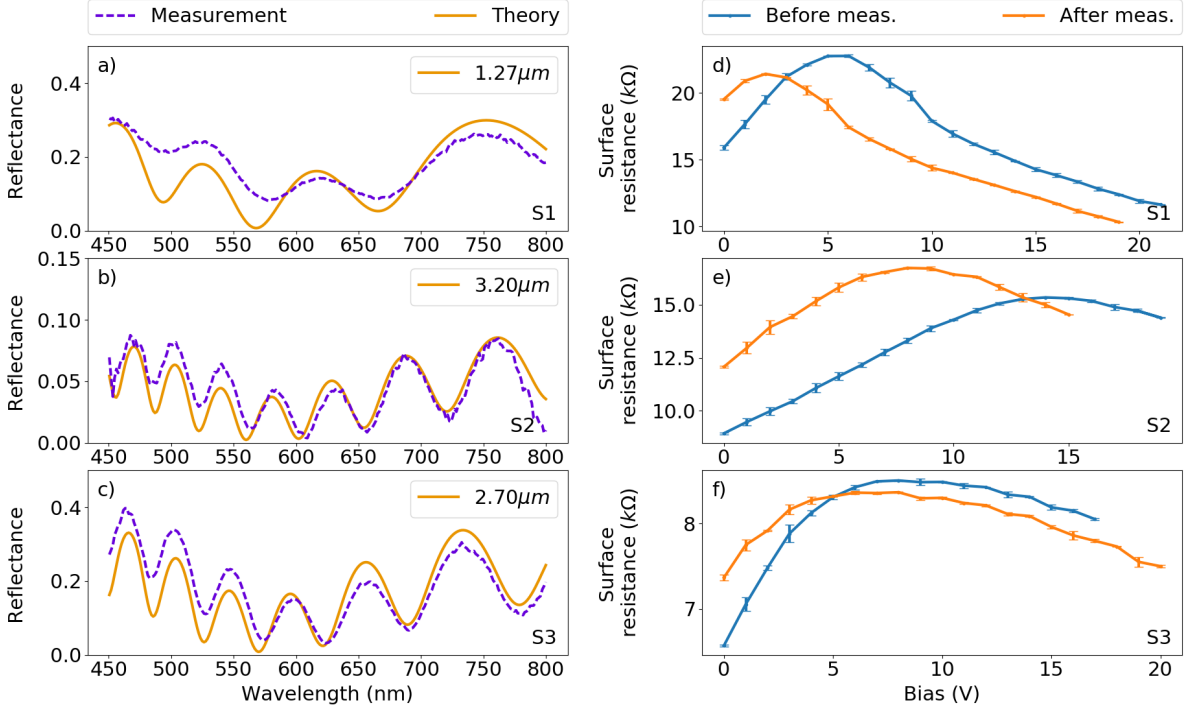 Measurement Theory
Before meas. After meas.
a)
1.27μm
S1
Reflectance
0.4
0.2
0.0
450 500 550 600 650 700 750 800
b)
3.20μm
S2
Reflectance
0.15
0.10
0.05
0.00
450 500 550 600 650 700 750 800
c)
2.70μm
S3
Reflectance
0.4
0.2
0.0
450 500 550 600 650 700 750 800
Wavelength (nm)
d)
S1
Surface
resistance (kΩ)
20
15
10
0 5 10 15 20
e)
S2
Surface
resistance (kΩ)
15.0
12.5
10.0
0 5 10 15
f)
S3
Surface
resistance (kΩ)
8
7
0 5 10 15 20
Bias (V)